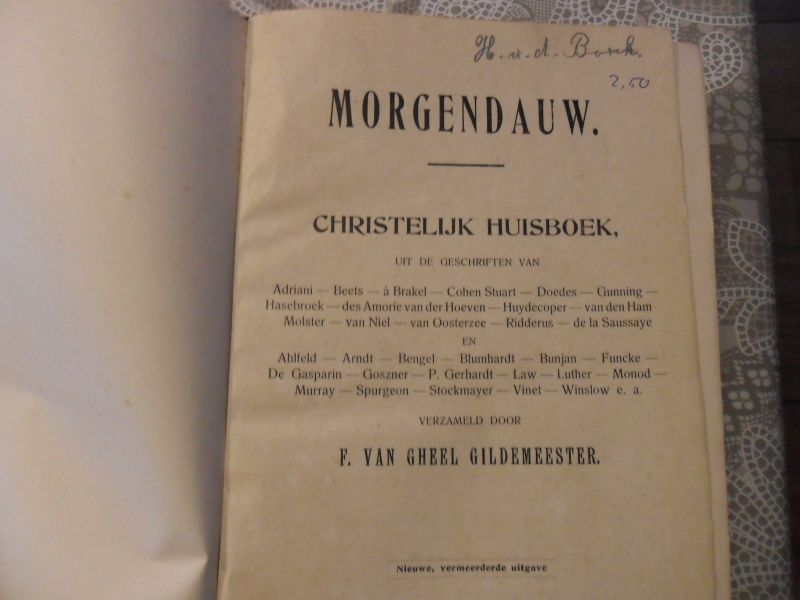 H. v. d. Bosch.
2,50
MORGENDAUW.
CHRISTELIJK HUISBOEK,
UIT DE GESCHRIFTEN VAN
Adriani — Beets — à Brakel — Cohen Stuart — Doedes — Gunning —
Hasebroek — des Amorie van der Hoeven — Huydecoper — van den Ham
Molster — van Niel — van Oosterzee — Ridderus — de la Saussaye
EN
Ahlfeld — Arndt — Bengel — Blumhardt — Bunjan — Funcke —
De Gasparin — Goszner — P. Gerhardt — Law — Luther — Monod —
Murray — Spurgeon — Stockmayer — Vinet — Winslow e. a.
VERZAMELD DOOR
F. VAN GHEEL GILDEMEESTER.
Nieuwe, vermeerderde uitgave